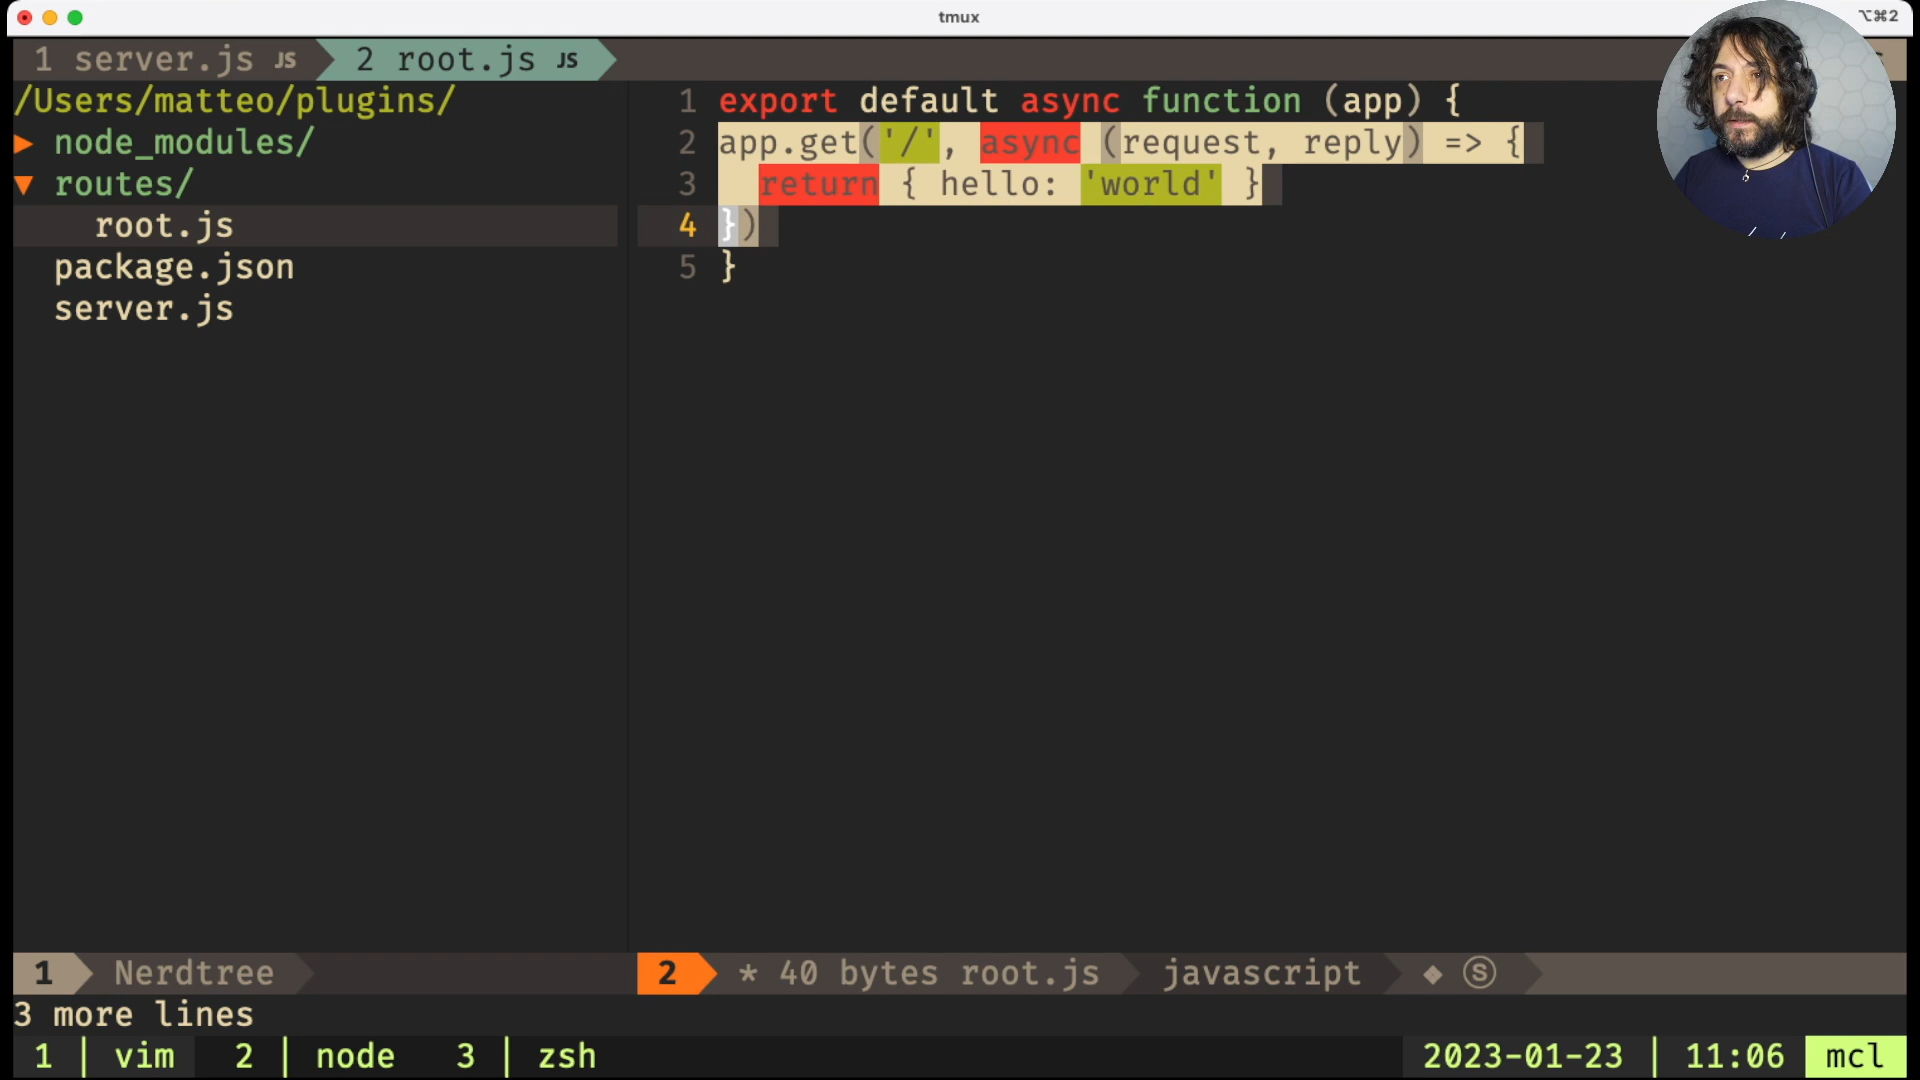 tmux
⌥⌘2
1 server.js JS 2 root.js JS
/Users/matteo/plugins/
▶ node_modules/
▼ routes/
root.js
package.json
server.js
1 export default async function (app) {
2 app.get('/', async (request, reply) => {
3   return { hello: 'world' }
4 })
5 }
1 Nerdtree
2 * 40 bytes root.js javascript ◆ Ⓢ
3 more lines
1 | vim 2 | node 3 | zsh 2023-01-23 | 11:06 mcl